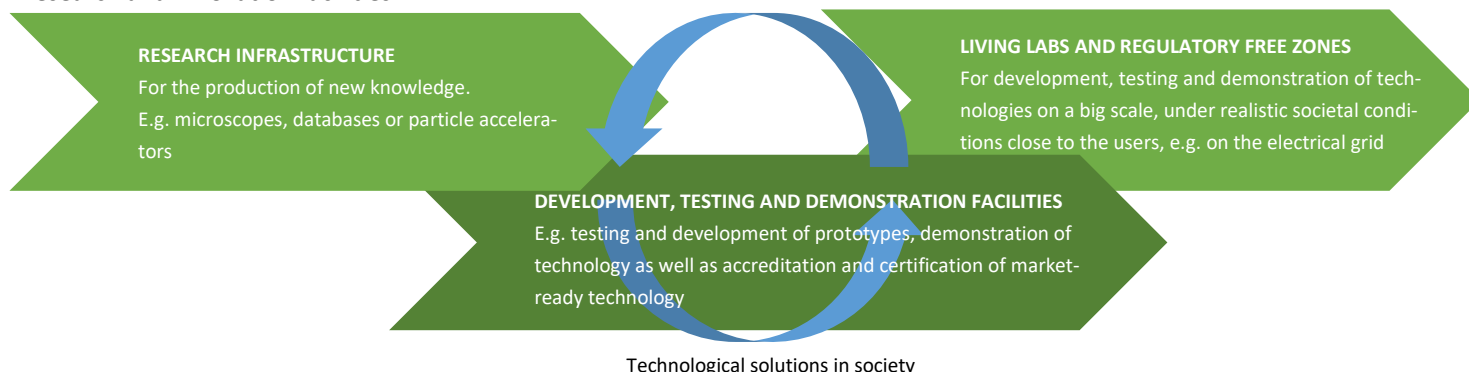 RESEARCH INFRASTRUCTURE
For the production of new knowledge.
E.g. microscopes, databases or particle accelera-
tors
LIVING LABS AND REGULATORY FREE ZONES
For development, testing and demonstration of tech-
nologies on a big scale, under realistic societal condi-
tions close to the users, e.g. on the electrical grid
DEVELOPMENT, TESTING AND DEMONSTRATION FACILITIES
E.g. testing and development of prototypes, demonstration of
technology as well as accreditation and certification of market-
ready technology
Technological solutions in society